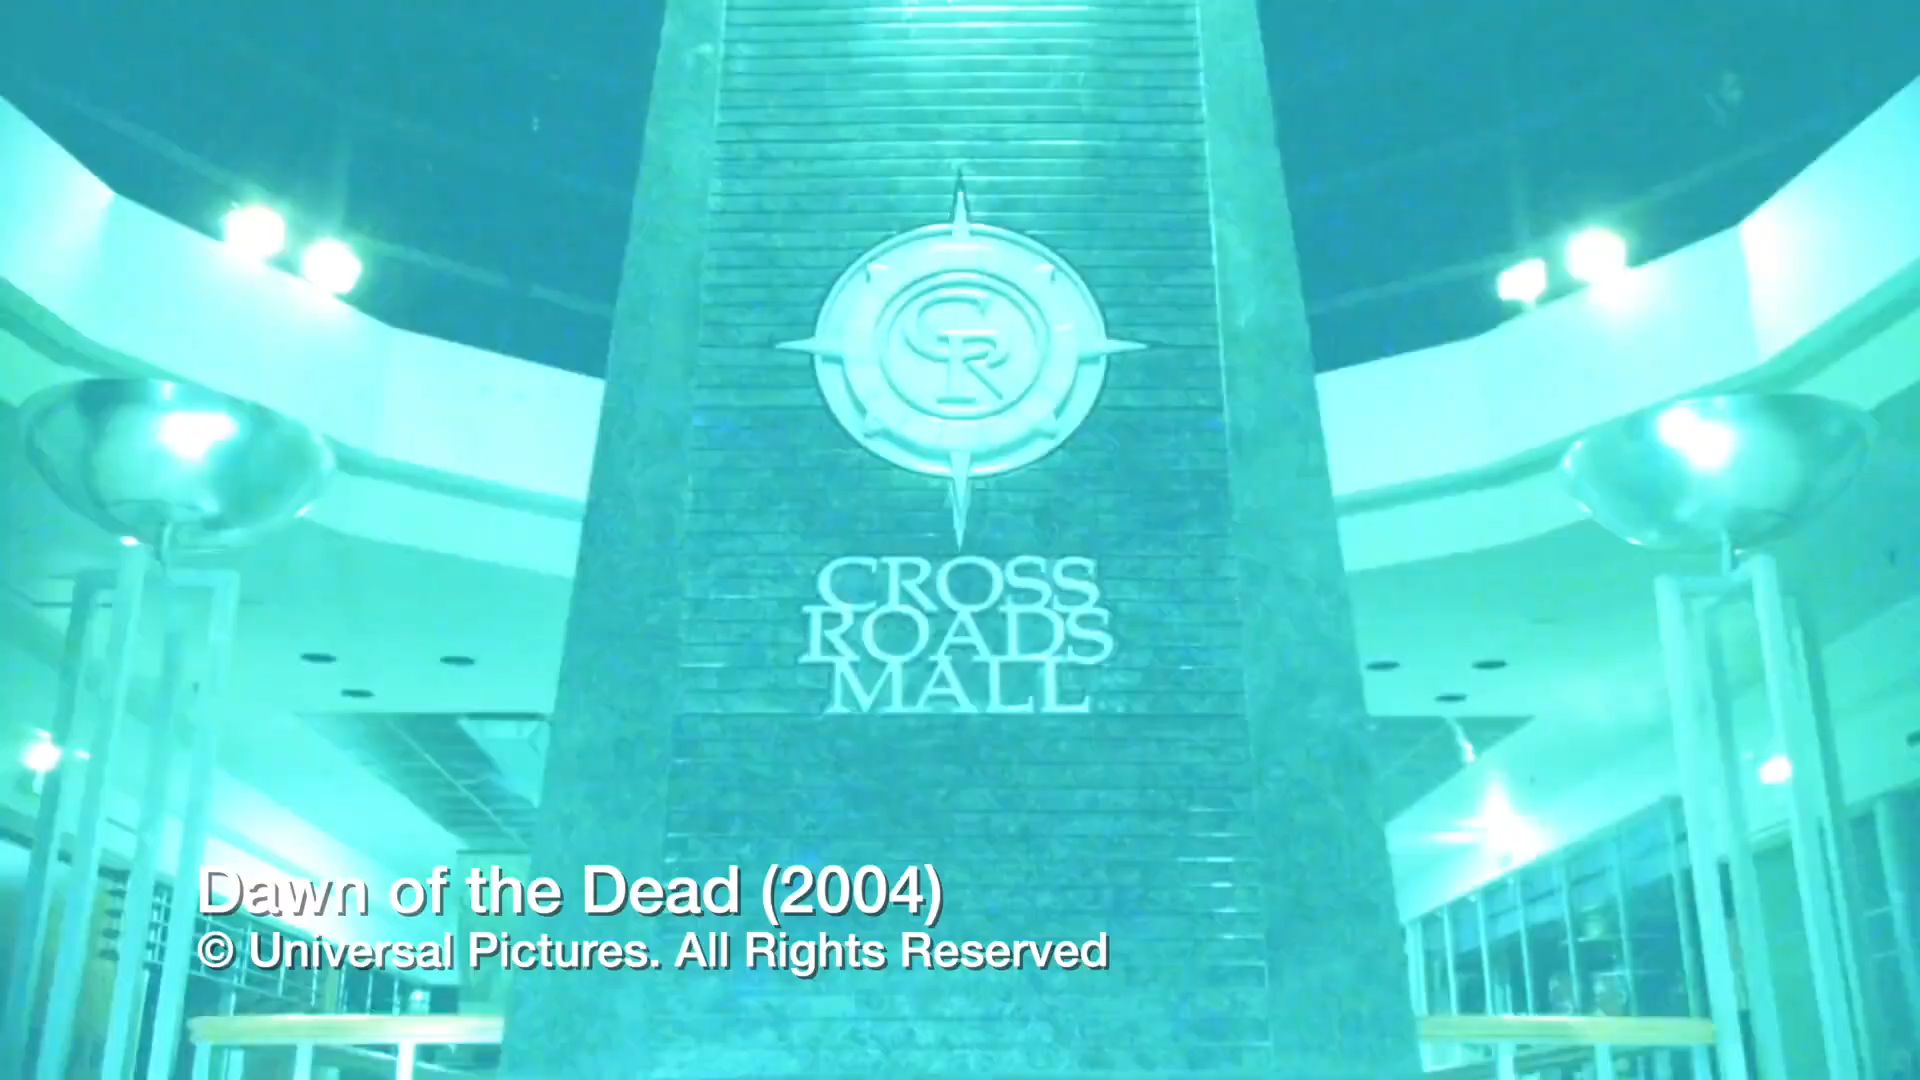 CR
CROSS
ROADS
MALL
Dawn of the Dead (2004)
© Universal Pictures. All Rights Reserved